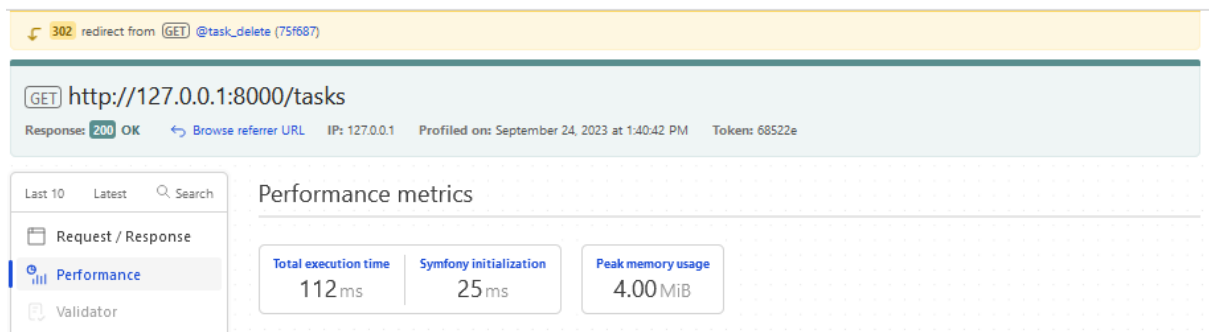 302 redirect from GET @task_delete (75f687)
GET http://127.0.0.1:8000/tasks
Response: 200 OK Browse referrer URL IP: 127.0.0.1 Profiled on: September 24, 2023 at 1:40:42 PM Token: 68522e
Last 10 Latest Search
Request / Response
Performance
Validator
Performance metrics
Total execution time Symfony initialization Peak memory usage
112 ms 25 ms 4.00 MiB